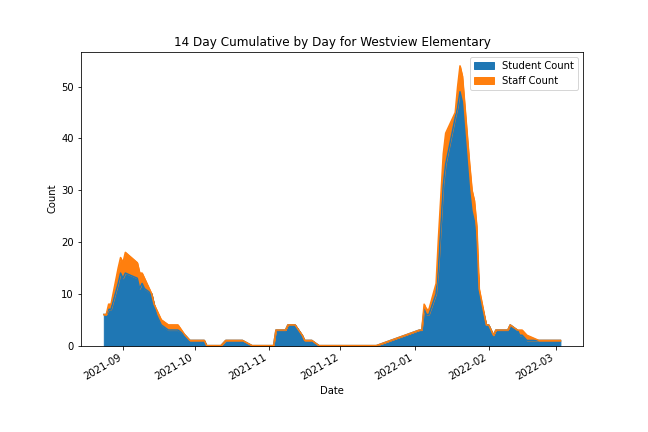 14 Day Cumulative by Day for Westview Elementary
Student Count
Staff Count
50
40
30
20
10
0
Count
2021-09
2021-10
2021-11
2021-12
2022-01
2022-02
2022-03
Date